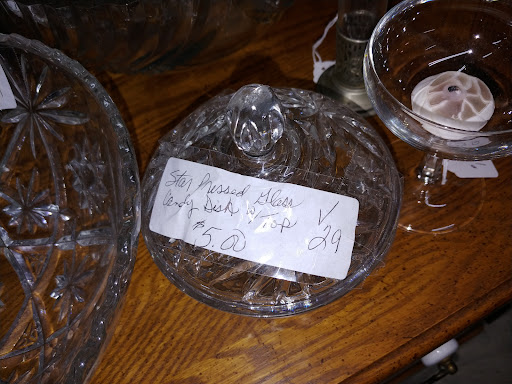 Star Pressed Glass
Candy Dish w/Top
$5.00
V
29